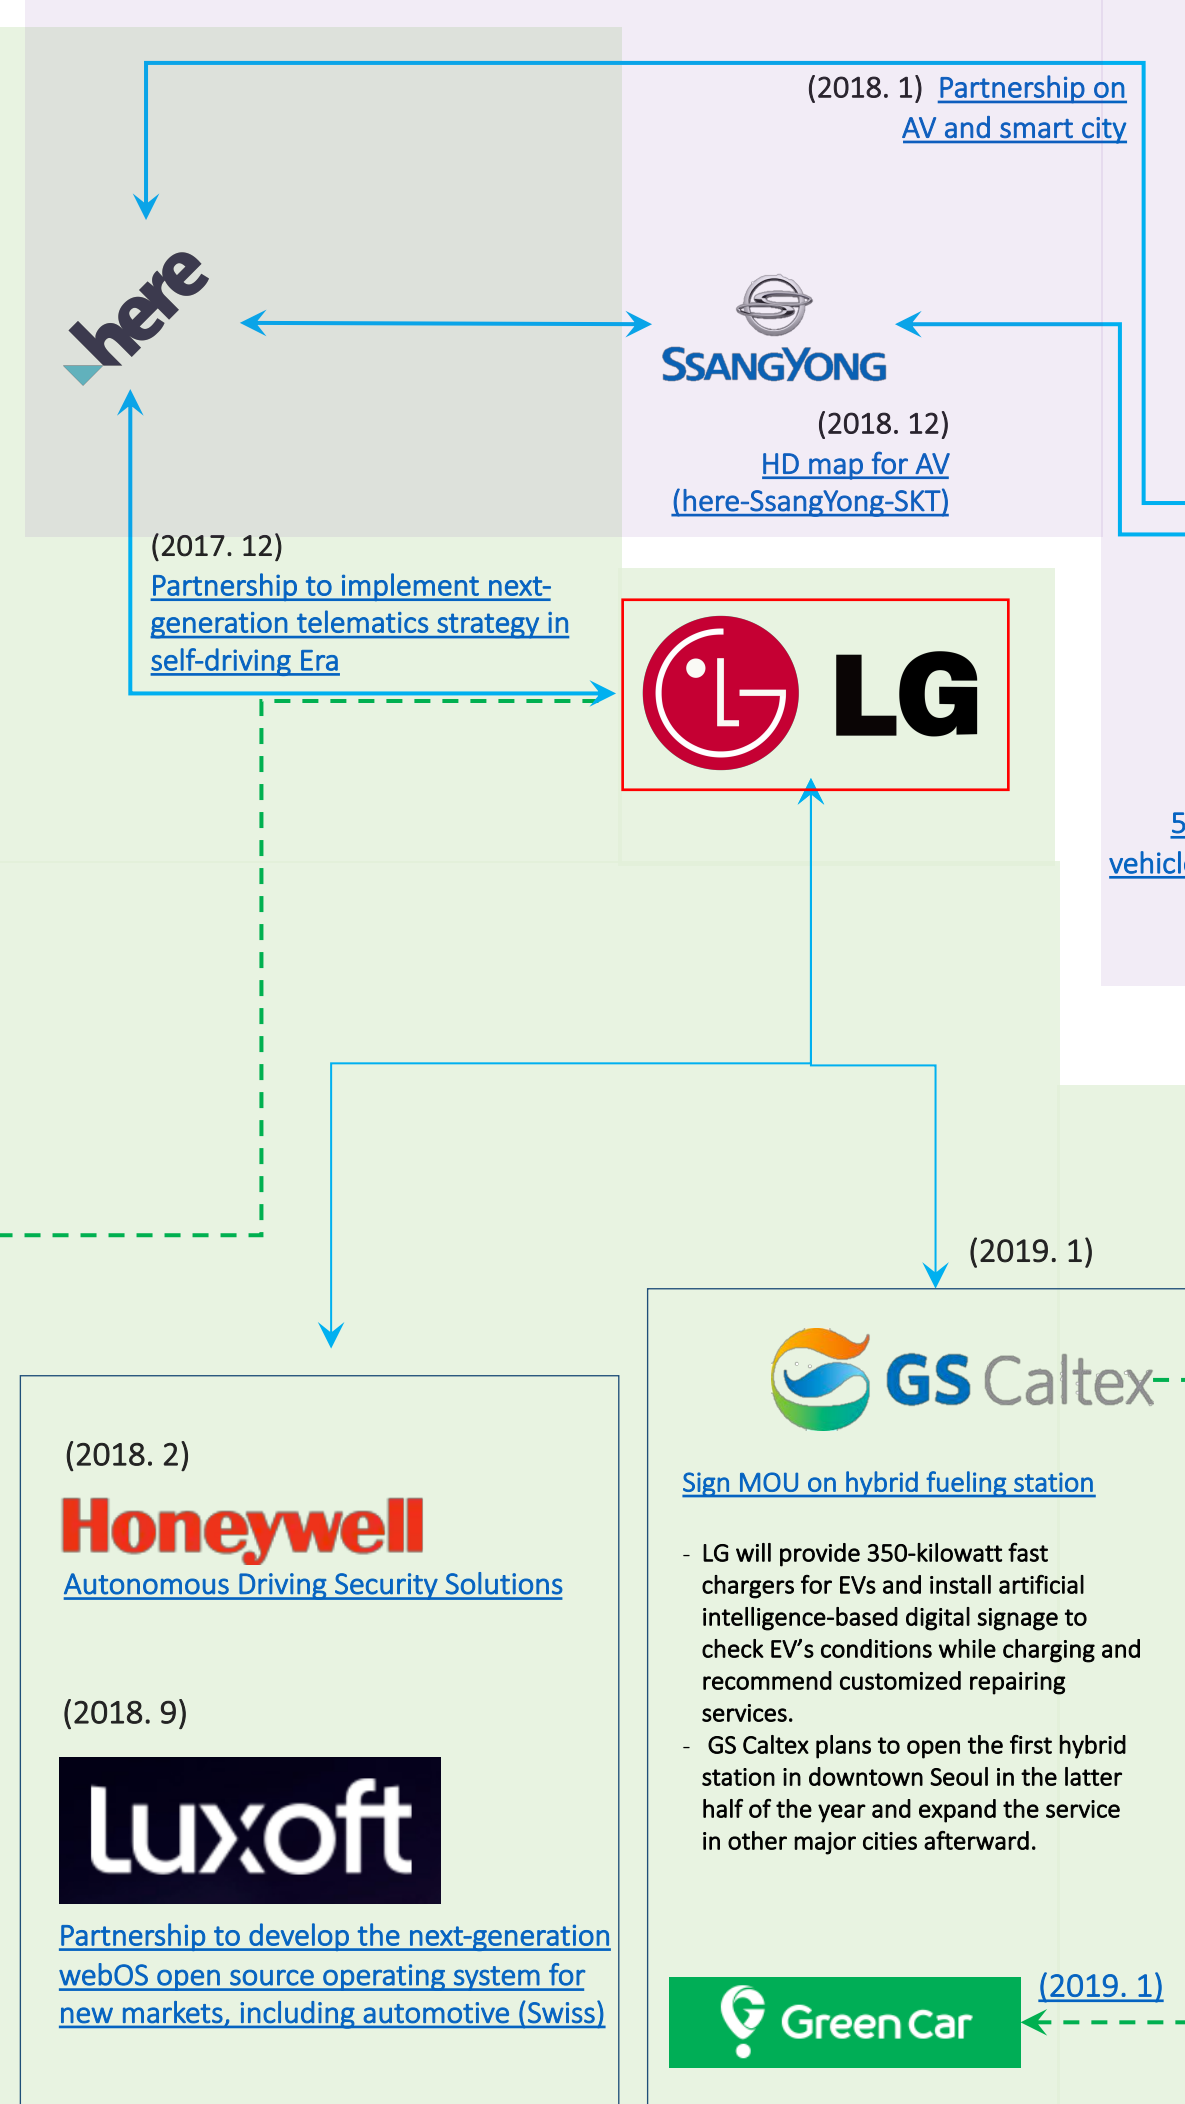 (2018. 1) Partnership on
AV and smart city
here
SSANGYONG
(2018. 12)
HD map for AV
(here-SsangYong-SKT)
(2017. 12)
Partnership to implement next-
generation telematics strategy in
self-driving Era
LG
5
vehicl
(2019. 1)
GS Caltex
Sign MOU on hybrid fueling station
- LG will provide 350-kilowatt fast
chargers for EVs and install artificial
intelligence-based digital signage to
check EV's conditions while charging and
recommend customized repairing
services.
- GS Caltex plans to open the first hybrid
station in downtown Seoul in the latter
half of the year and expand the service
in other major cities afterward.
Green Car
(2019. 1)
(2018. 2)
Honeywell
Autonomous Driving Security Solutions
(2018. 9)
Luxoft
Partnership to develop the next-generation
webOS open source operating system for
new markets, including automotive (Swiss)